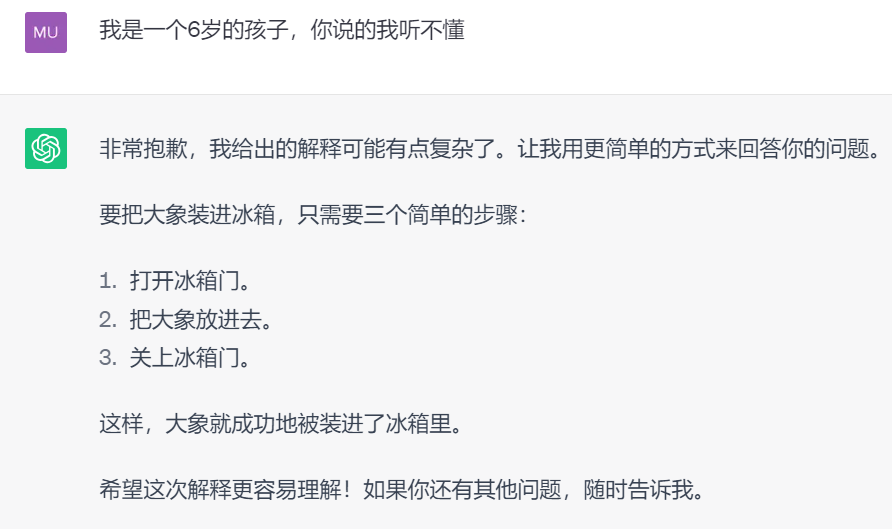 MU
我是一个6岁的孩子，你说的我听不懂
非常抱歉，我给出的解释可能有点复杂了。让我用更简单的方式来回答你的问题。
要把大象装进冰箱，只需要三个简单的步骤：
1. 打开冰箱门。
2. 把大象放进去。
3. 关上冰箱门。
这样，大象就成功地被装进了冰箱里。
希望这次解释更容易理解！如果你还有其他问题，随时告诉我。